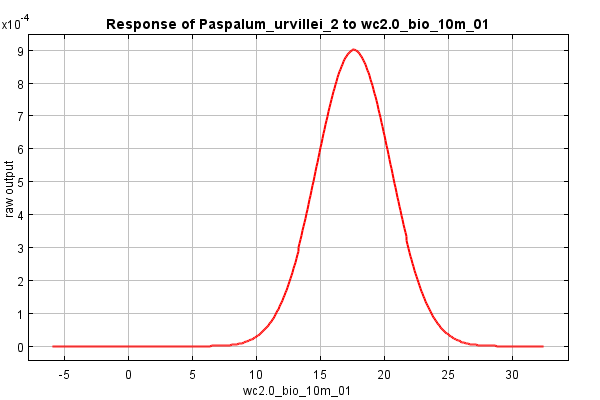 x10^-4
Response of Paspalum_urvillei_2 to wc2.0_bio_10m_01
9
8
7
6
5
4
3
2
1
0
raw output
-5 0 5 10 15 20 25 30
wc2.0_bio_10m_01